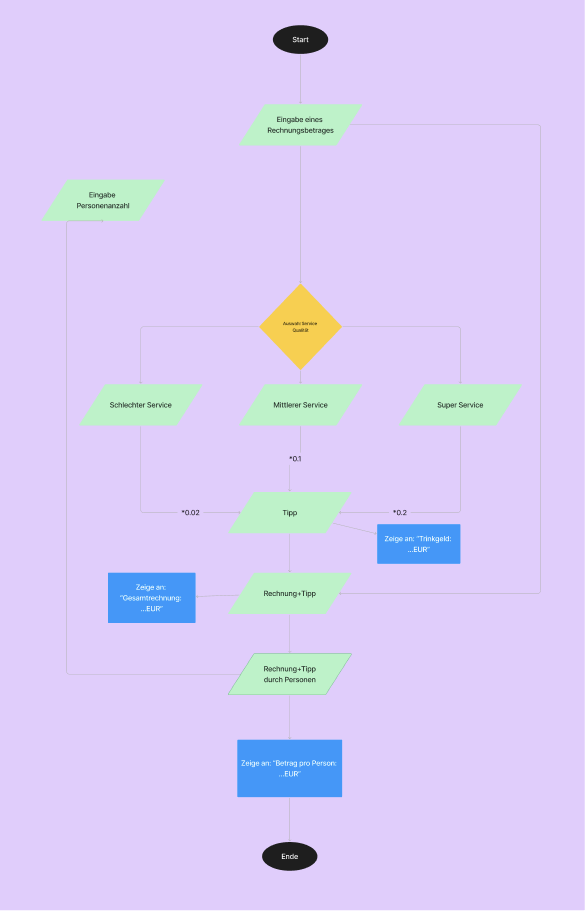 Start
Eingabe eines
Rechnungsbetrages
Eingabe
Personenanzahl
Auswahl Service
Qualität
Schlechter Service
Mittlerer Service
Super Service
*0.1
*0.02
Tipp
*0.2
Zeige an: "Trinkgeld:
...EUR"
Zeige an:
"Gesamtrechnung:
...EUR"
Rechnung+Tipp
Rechnung+Tipp
durch Personen
Zeige an: "Betrag pro Person:
...EUR"
Ende